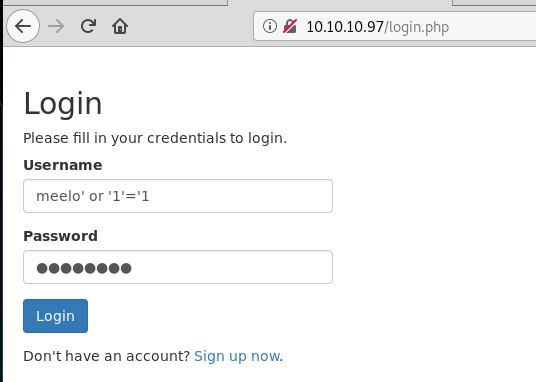 10.10.10.97/login.php
Login
Please fill in your credentials to login.
Username
meelo' or '1'='1
Password
●●●●●●●●
Login
Don't have an account? Sign up now.